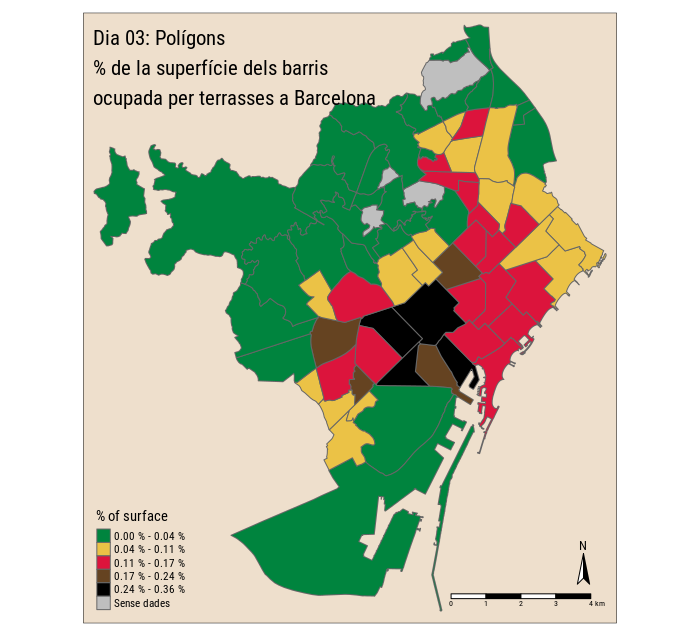 Dia 03: Polígons
% de la superfície dels barris
ocupada per terrasses a Barcelona
% of surface
0.00 % - 0.04 %
0.04 % - 0.11 %
0.11 % - 0.17 %
0.17 % - 0.24 %
0.24 % - 0.36 %
Sense dades
N
0 1 2 3 4 km